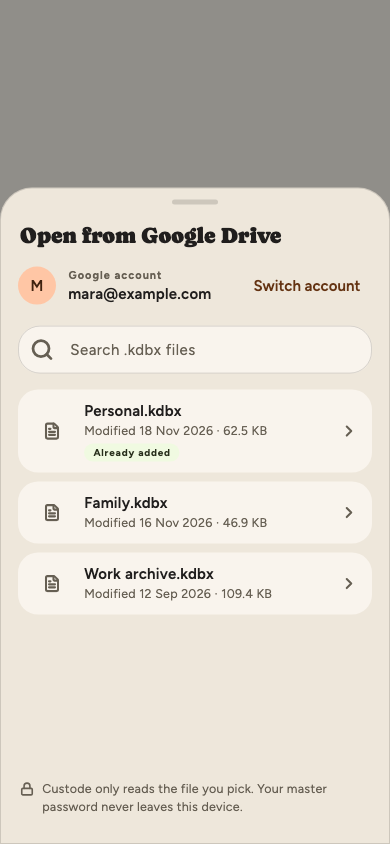 Open from Google Drive
M
Google account
mara@example.com
Switch account
Search .kdbx files
Personal.kdbx
Modified 18 Nov 2026 · 62.5 KB
Already added
Family.kdbx
Modified 16 Nov 2026 · 46.9 KB
Work archive.kdbx
Modified 12 Sep 2026 · 109.4 KB
Custode only reads the file you pick. Your master
password never leaves this device.